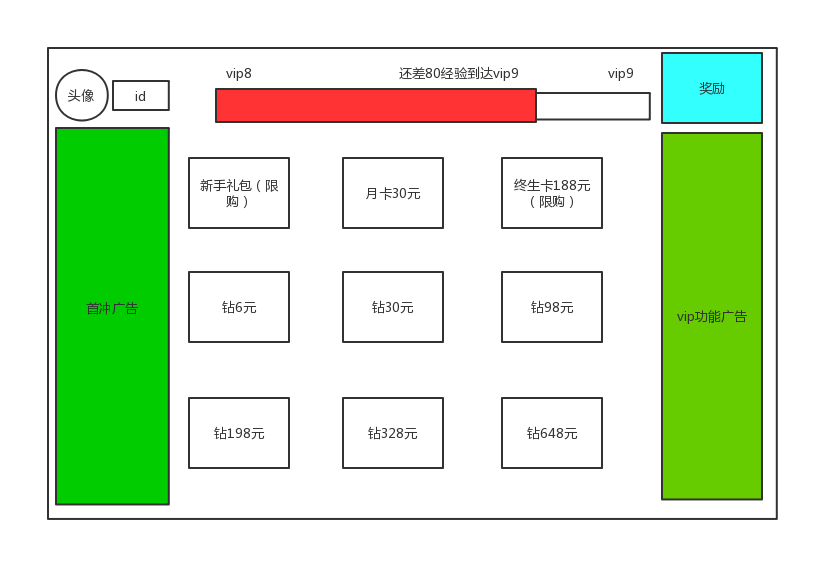 vip8
还差80经验到达vip9
vip9
奖励
头像
id
新手礼包（限
购）
月卡30元
终生卡188元
（限购）
钻6元
钻30元
钻98元
首冲广告
vip功能广告
钻198元
钻328元
钻648元